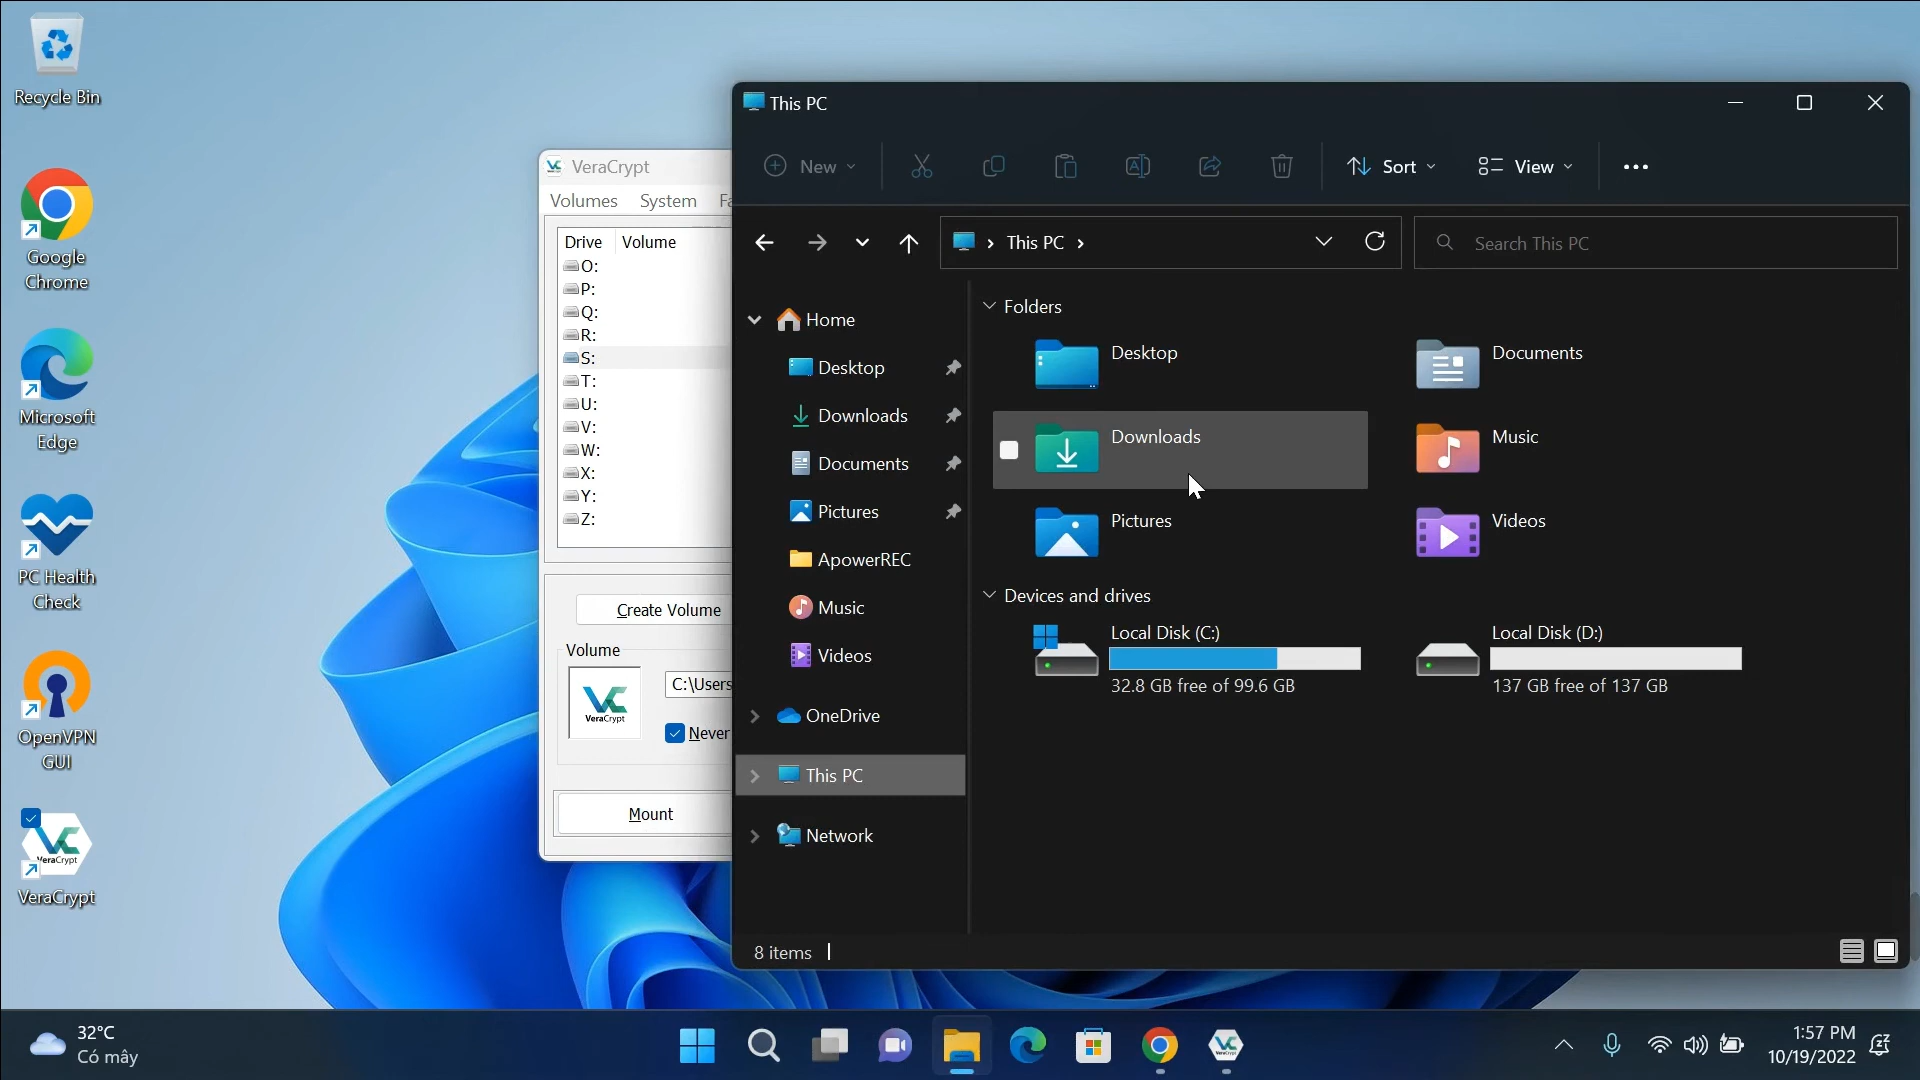 Recycle Bin
Google
Chrome
Microsoft
Edge
PC Health
Check
OpenVPN
GUI
VeraCrypt
VeraCrypt
VeraCrypt
Volumes System Fa
Drive Volume
O:
P:
Q:
R:
S:
T:
U:
V:
W:
X:
Y:
Z:
Create Volume
Volume
VeraCrypt
C:\Users
Never
Mount
This PC
New
Sort
View
This PC
Search This PC
Home
Desktop
Downloads
Documents
Pictures
ApowerREC
Music
Videos
OneDrive
This PC
Network
Folders
Desktop
Documents
Downloads
Music
Pictures
Videos
Devices and drives
Local Disk (C:)
32.8 GB free of 99.6 GB
Local Disk (D:)
137 GB free of 137 GB
8 items
32°C
Có mây
1:57 PM
10/19/2022